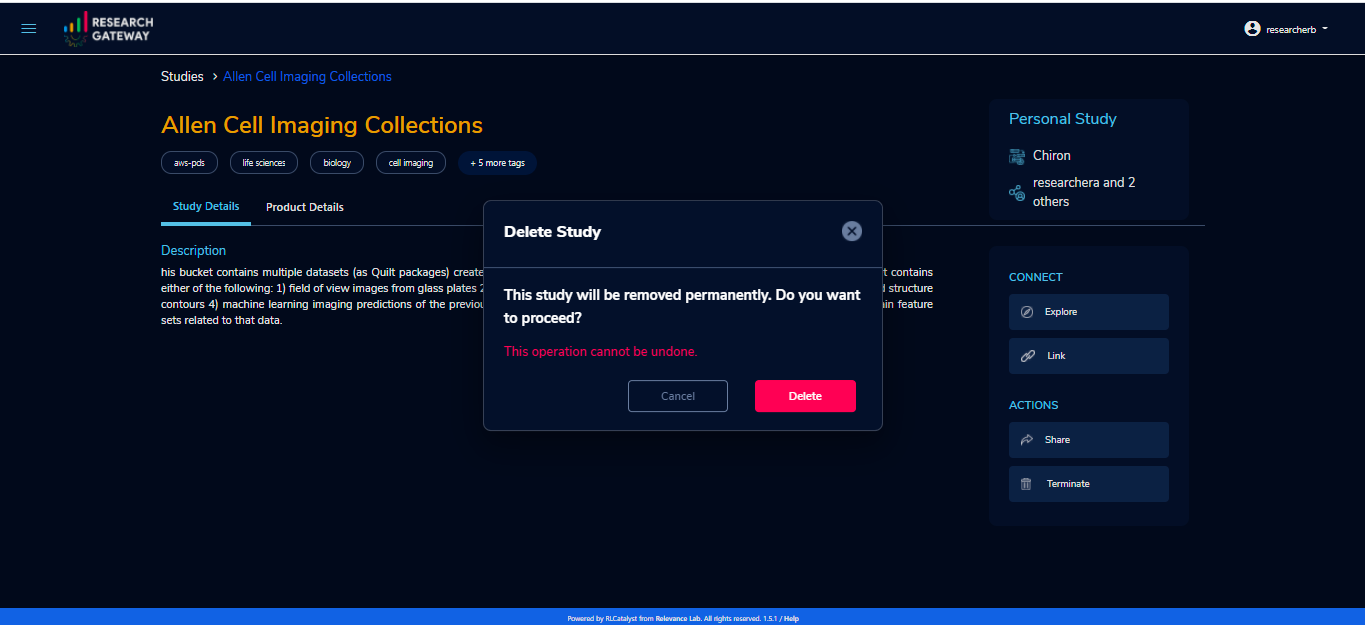 RESEARCH
GATEWAY
researcherb
Studies > Allen Cell Imaging Collections
Allen Cell Imaging Collections
aws-pds
life sciences
biology
cell imaging
+ 5 more tags
Study Details
Product Details
Description
his bucket contains multiple datasets (as Quilt packages) create
t contains
either of the following: 1) field of view images from glass plates 2
structure
contours 4) machine learning imaging predictions of the previou
in feature
sets related to that data.
Delete Study
This study will be removed permanently. Do you want
to proceed?
This operation cannot be undone.
Cancel
Delete
Personal Study
Chiron
researchera and 2
others
CONNECT
Explore
Link
ACTIONS
Share
Terminate
Powered by RLCatalyst from Relevance Lab. All rights reserved. 1.5.1 / Help